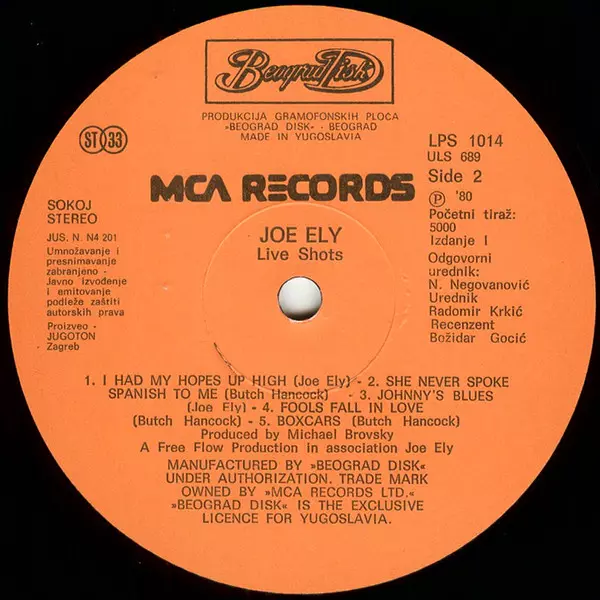 Beograd Disk
PRODUKCIJA GRAMOFONSKIH PLOČA
»BEOGRAD DISK« · BEOGRAD
MADE IN YUGOSLAVIA
ST 33
LPS 1014
ULS 689
Side 2
Ⓟ '80
Početni tiraž:
5000
Izdanje I
Odgovorni
urednik:
N. Negovanović
Urednik
Radomir Krkić
Recenzent
Božidar Gocić
MCA RECORDS
SOKOJ
STEREO
JUS. N. N4 201
Umnožavanje i
presnimavanje
zabranjeno ·
Javno izvođenje
i emitovanje
podleže zaštiti
autorskih prava
Proizveo ·
JUGOTON
Zagreb
JOE ELY
Live Shots
1. I HAD MY HOPES UP HIGH (Joe Ely) - 2. SHE NEVER SPOKE
SPANISH TO ME (Butch Hancock) - 3. JOHNNY'S BLUES
(Joe Ely) - 4. FOOLS FALL IN LOVE
(Butch Hancock) - 5. BOXCARS (Butch Hancock)
Produced by Michael Brovsky
A Free Flow Production in association Joe Ely
MANUFACTURED BY »BEOGRAD DISK«
UNDER AUTHORIZATION. TRADE MARK
OWNED BY »MCA RECORDS LTD.«
»BEOGRAD DISK« IS THE EXCLUSIVE
LICENCE FOR YUGOSLAVIA.